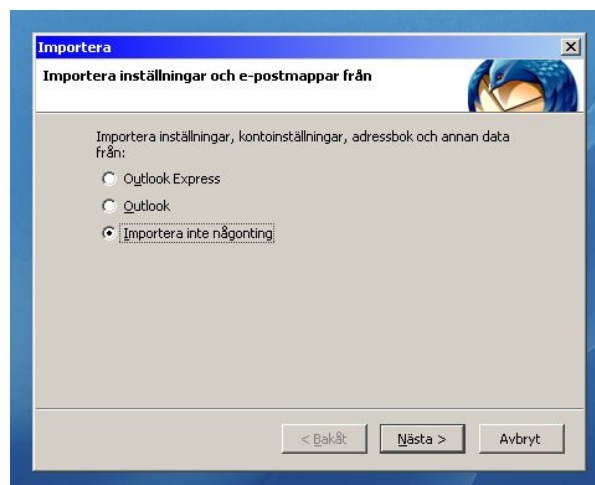 Importera
Importera inställningar och e-postmappar från
Importera inställningar, kontoinställningar, adressbok och annan data
från:
Outlook Express
Outlook
Importera inte någonting
< Bakåt Nästa > Avbryt